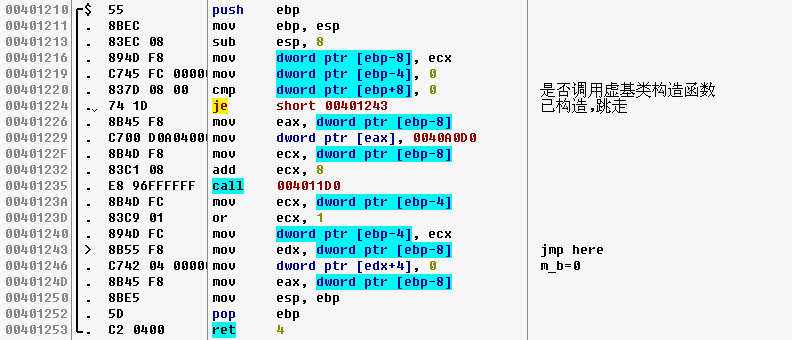 00401210 $ 55 push ebp
00401211 . 8BEC mov ebp, esp
00401213 . 83EC 08 sub esp, 8
00401216 . 894D F8 mov dword ptr [ebp-8], ecx
00401219 . C745 FC 00000 mov dword ptr [ebp-4], 0
00401220 . 837D 08 00 cmp dword ptr [ebp+8], 0 是否调用虚基类构造函数
00401224 . 74 1D je short 00401243 已构造,跳走
00401226 . 8B45 F8 mov eax, dword ptr [ebp-8]
00401229 . C700 D0A0400 mov dword ptr [eax], 0040A0D0
0040122F . 8B4D F8 mov ecx, dword ptr [ebp-8]
00401232 . 83C1 08 add ecx, 8
00401235 . E8 96FFFFFF call 004011D0
0040123A . 8B4D FC mov ecx, dword ptr [ebp-4]
0040123D . 83C9 01 or ecx, 1
00401240 . 894D FC mov dword ptr [ebp-4], ecx
00401243 > 8B55 F8 mov edx, dword ptr [ebp-8] jmp here
00401246 . C742 04 00000 mov dword ptr [edx+4], 0 m_b=0
0040124D . 8B45 F8 mov eax, dword ptr [ebp-8]
00401250 . 8BE5 mov esp, ebp
00401252 . 5D pop ebp
00401253 . C2 0400 ret 4